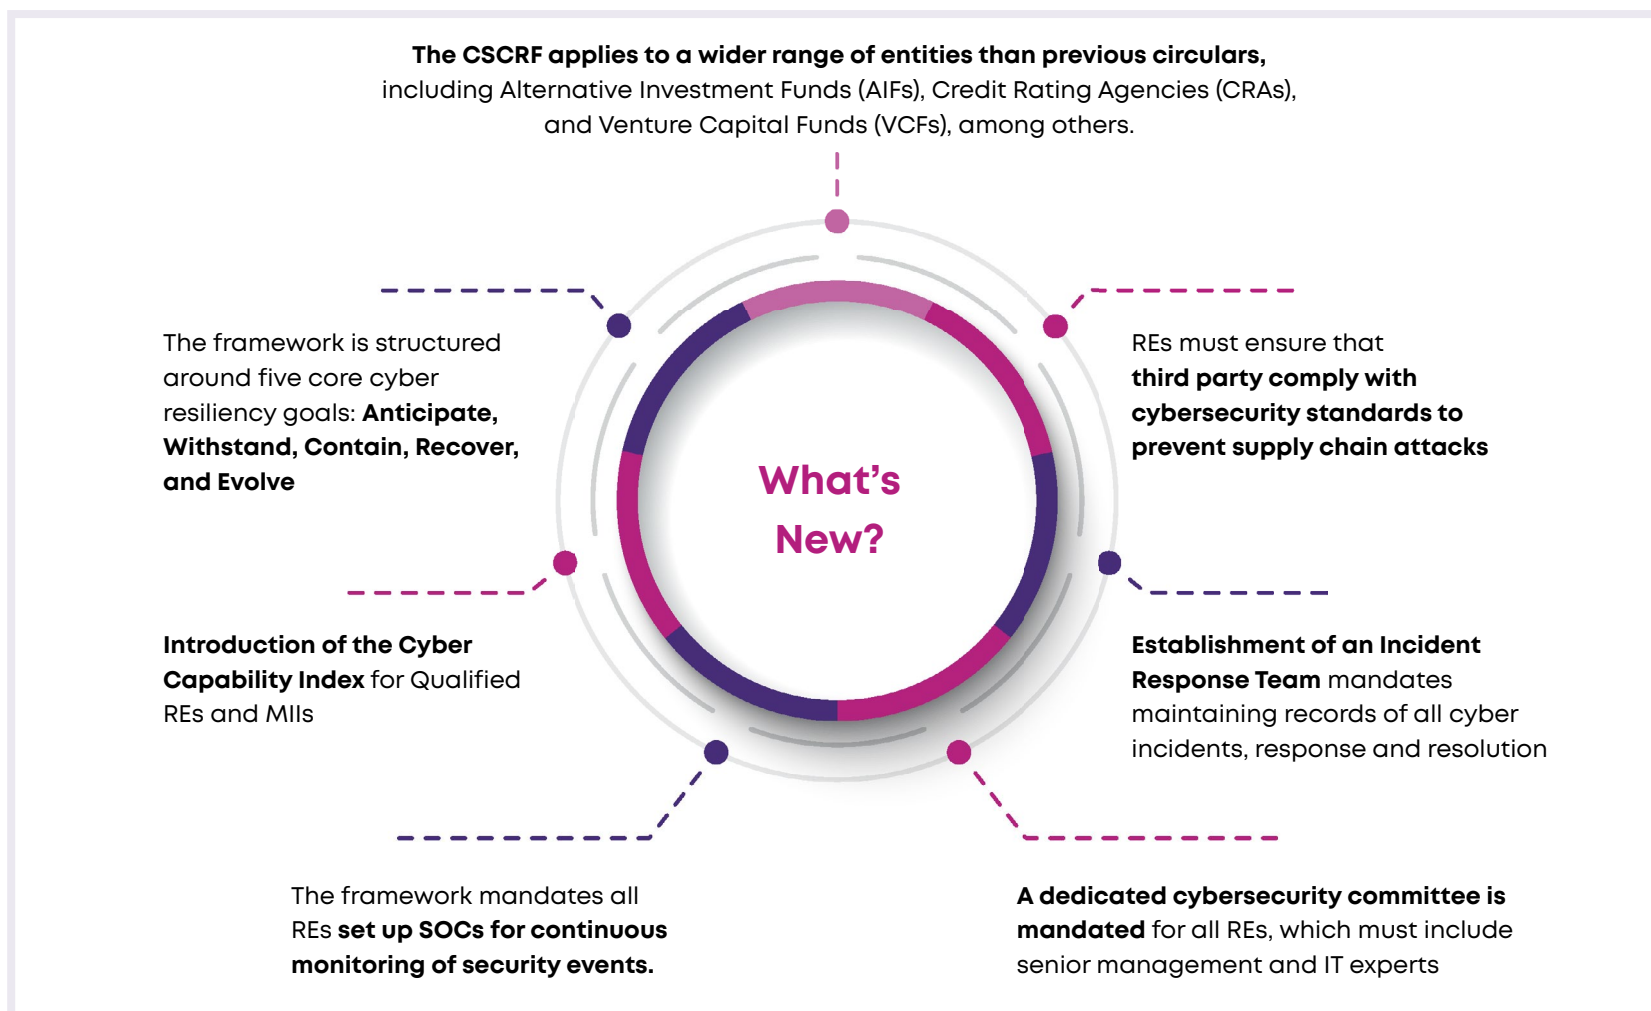 The CSCRF applies to a wider range of entities than previous circulars,
including Alternative Investment Funds (AIFs), Credit Rating Agencies (CRAs),
and Venture Capital Funds (VCFs), among others.
The framework is structured
around five core cyber
resiliency goals: Anticipate,
Withstand, Contain, Recover,
and Evolve
REs must ensure that
third party comply with
cybersecurity standards to
prevent supply chain attacks
What's
New?
Introduction of the Cyber
Capability Index for Qualified
REs and MIIs
Establishment of an Incident
Response Team mandates
maintaining records of all cyber
incidents, response and resolution
The framework mandates all
REs set up SOCs for continuous
monitoring of security events.
A dedicated cybersecurity committee is
mandated for all REs, which must include
senior management and IT experts